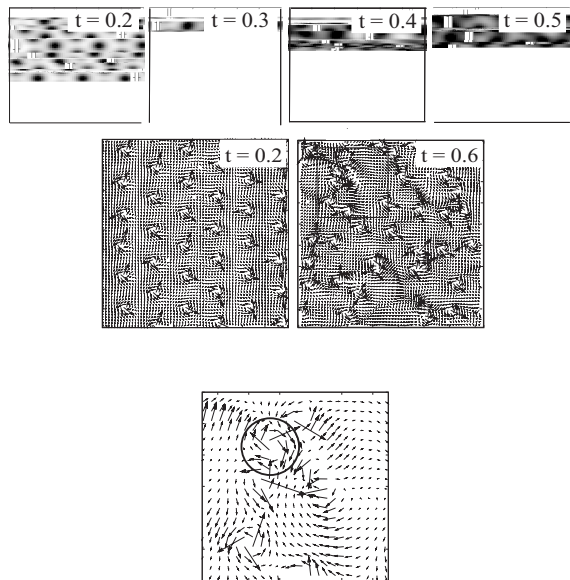 t = 0.2
t = 0.3
t = 0.4
t = 0.5
t = 0.2
t = 0.6